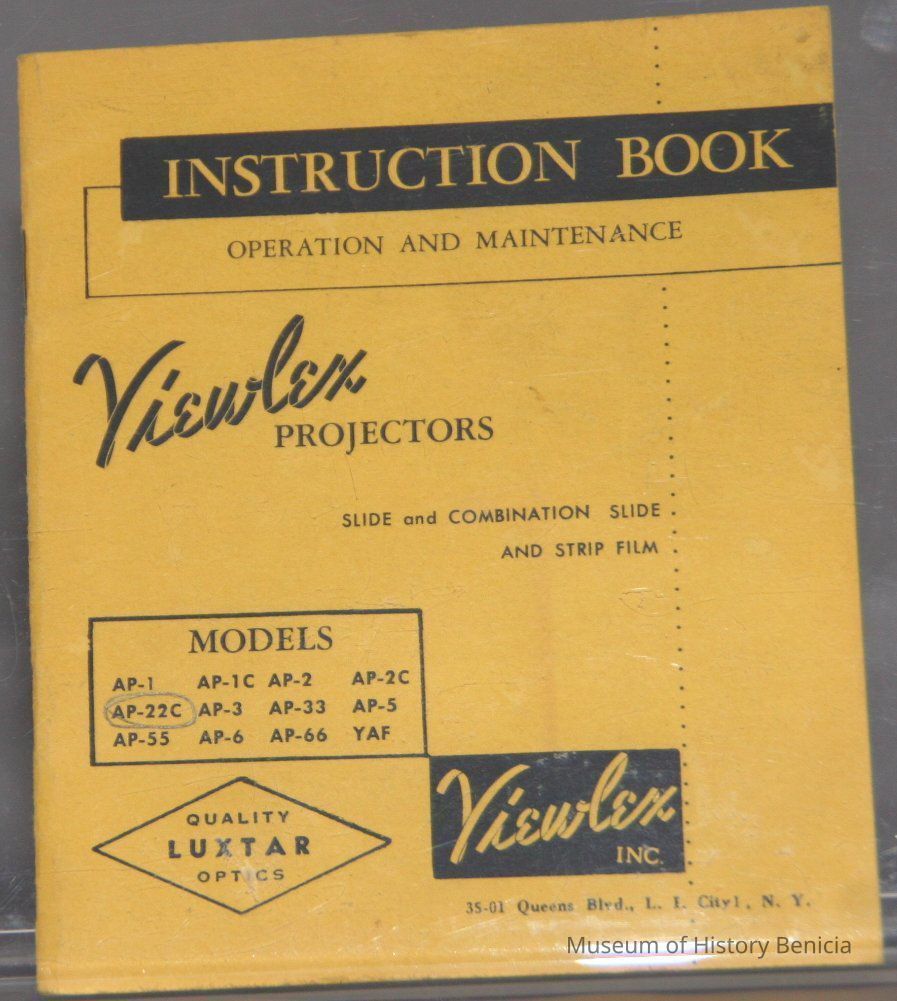 INSTRUCTION BOOK
OPERATION AND MAINTENANCE
Viewlex
PROJECTORS
SLIDE and COMBINATION SLIDE
AND STRIP FILM
MODELS
AP-1 AP-1C AP-2 AP-2C
AP-22C AP-3 AP-33 AP-5
AP-55 AP-6 AP-66 YAF
QUALITY
LUXTAR
OPTICS
Viewlex
INC.
35-01 Queens Blvd., L. I. City1, N. Y.
Museum of History Benicia